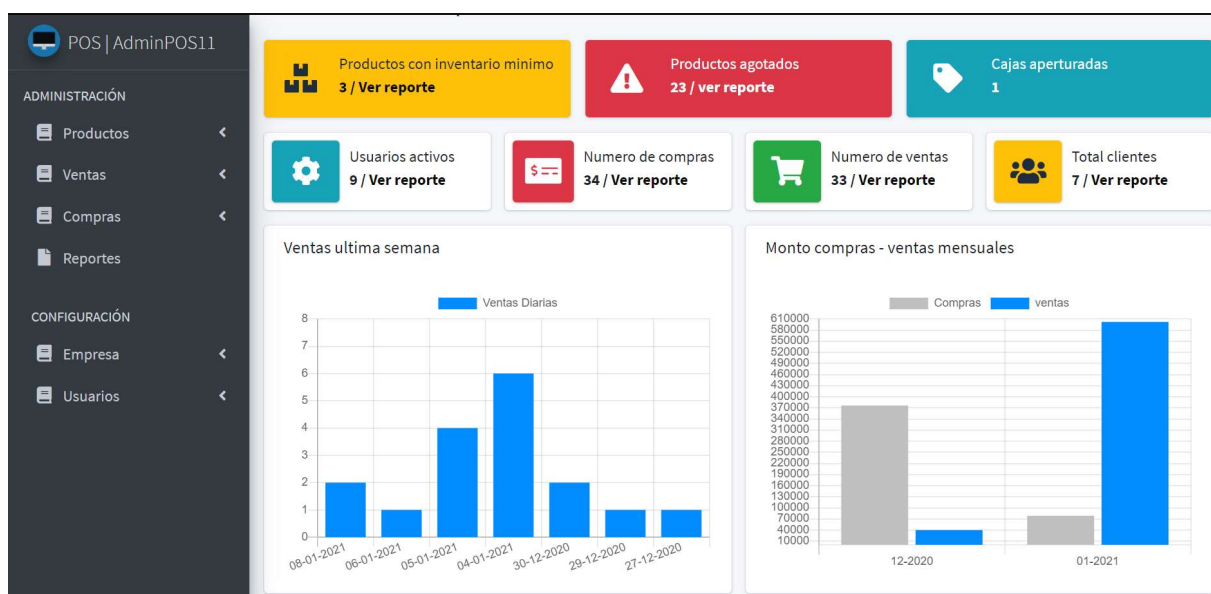 POS | AdminPOS11
ADMINISTRACIÓN
Productos
Ventas
Compras
Reportes
CONFIGURACIÓN
Empresa
Usuarios
Productos con inventario minimo
3 / Ver reporte
Productos agotados
23 / ver reporte
Cajas aperturadas
1
Usuarios activos
9 / Ver reporte
$
Numero de compras
34 / Ver reporte
Numero de ventas
33 / Ver reporte
Total clientes
7 / Ver reporte
Ventas ultima semana
Ventas Diarias
8
7
6
5
4
3
2
1
0
08-01-2021
06-01-2021
05-01-2021
04-01-2021
30-12-2020
29-12-2020
27-12-2020
Monto compras - ventas mensuales
Compras
ventas
610000
580000
550000
520000
490000
460000
430000
400000
370000
340000
310000
280000
250000
220000
190000
160000
130000
100000
70000
40000
10000
12-2020
01-2021